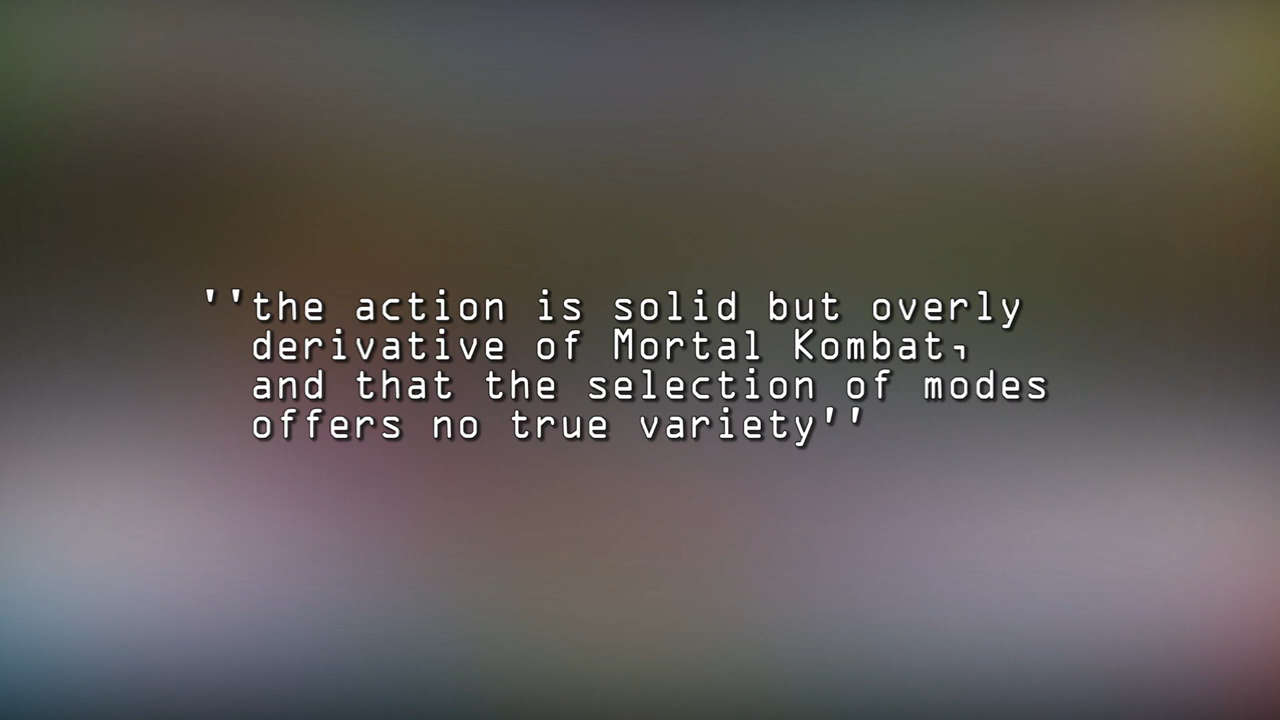 ''the action is solid but overly
derivative of Mortal Kombat,
and that the selection of modes
offers no true variety''